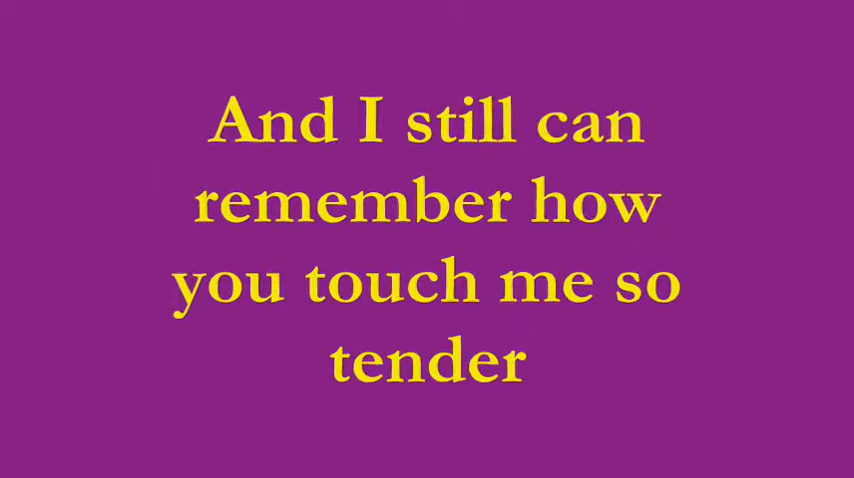 And I still can
remember how
you touch me so
tender